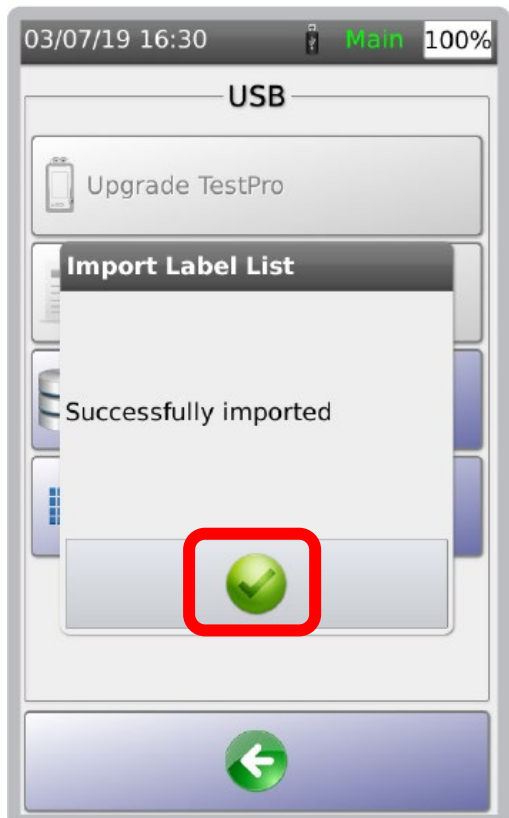 03/07/19 16:30 Main 100%
USB
Upgrade TestPro
Import Label List
Successfully imported